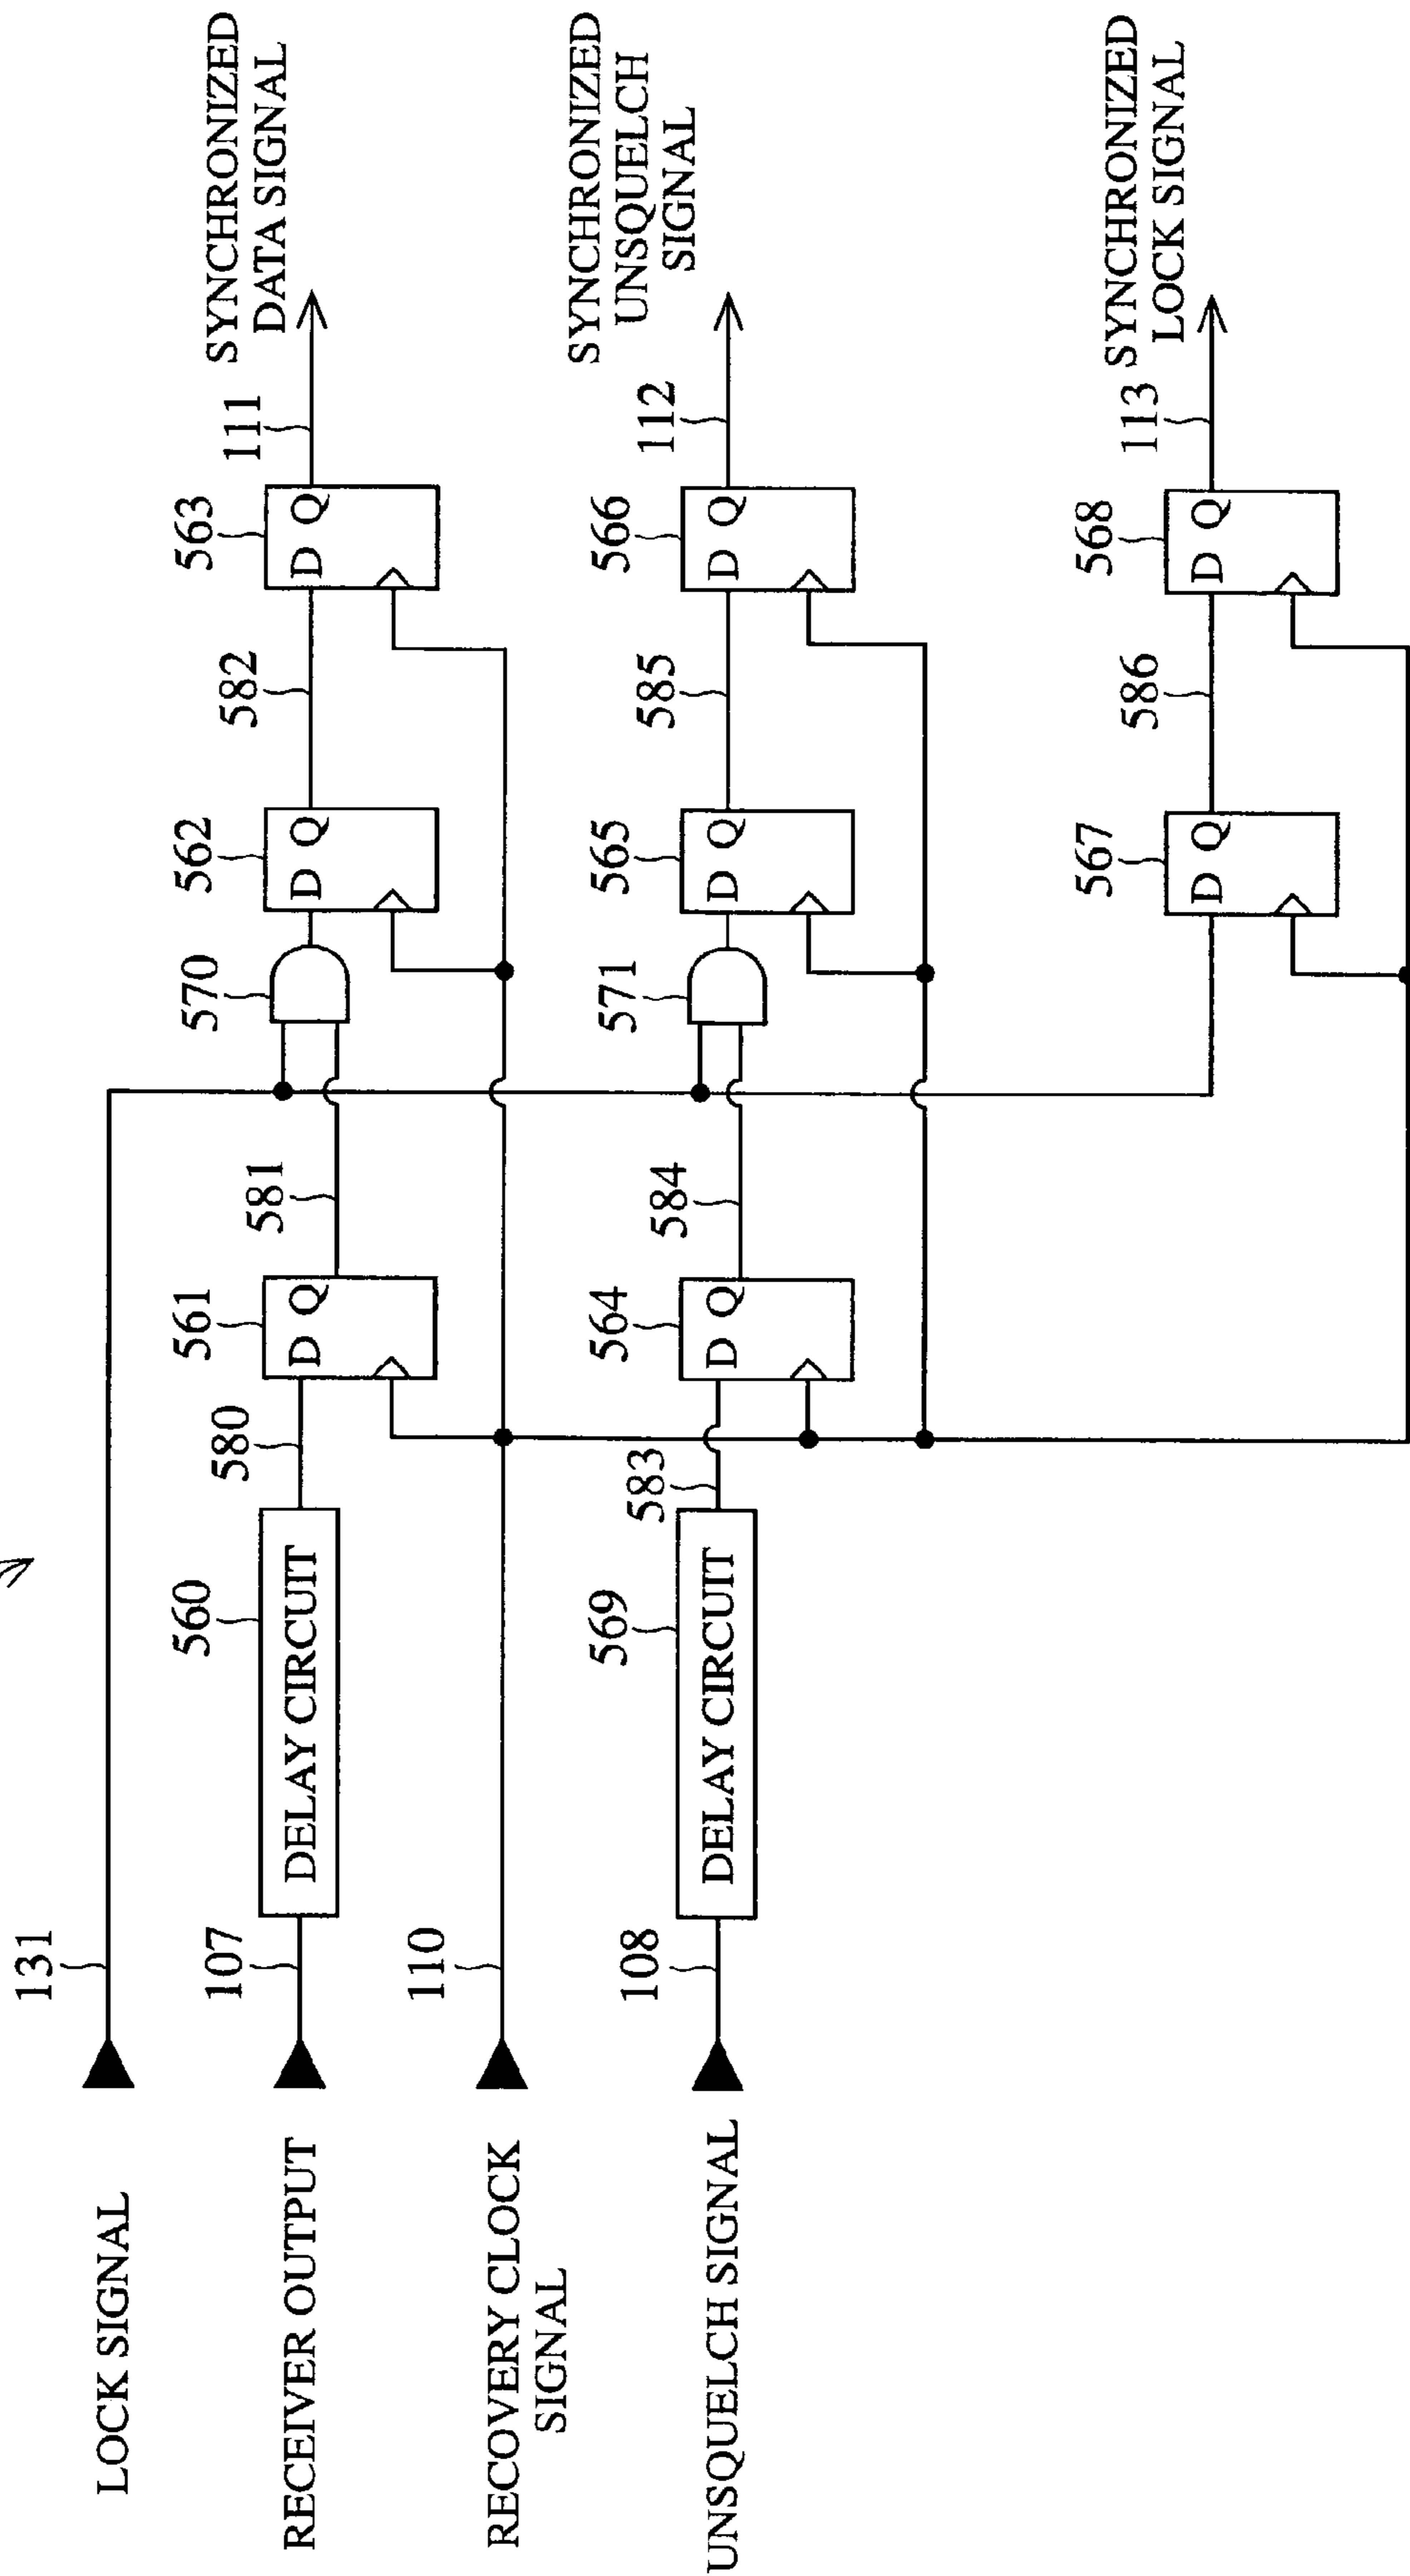 LOCK SIGNAL
131
RECEIVER OUTPUT
107
560
DELAY CIRCUIT
580
561
D Q
581
570
562
D Q
582
563
D Q
111
SYNCHRONIZED
DATA SIGNAL
RECOVERY CLOCK
SIGNAL
110
UNSQUELCH SIGNAL
108
569
DELAY CIRCUIT
583
564
D Q
584
571
565
D Q
585
566
D Q
112
SYNCHRONIZED
UNSQUELCH
SIGNAL
567
D Q
586
568
D Q
113
SYNCHRONIZED
LOCK SIGNAL